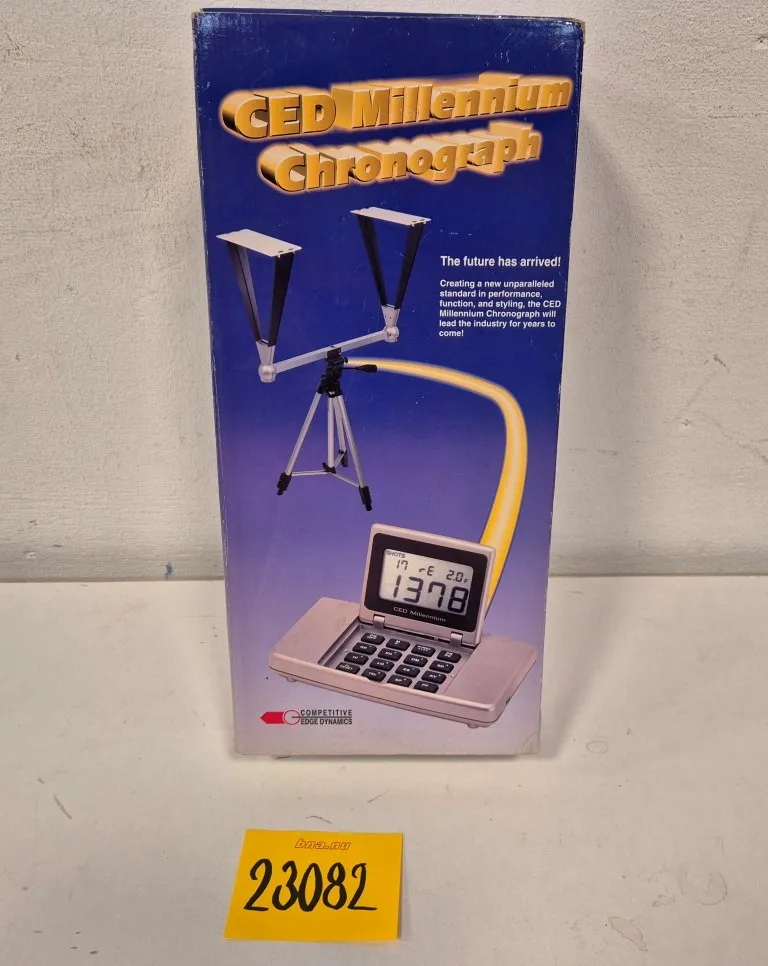 CED Millennium
Chronograph
The future has arrived!
Creating a new unparalleled
standard in performance,
function, and styling, the CED
Millennium Chronograph will
lead the industry for years to
come!
SHOTS
17
2.0
1378
CED Millennium
COMPETITIVE
EDGE DYNAMICS
bna.nu
23082